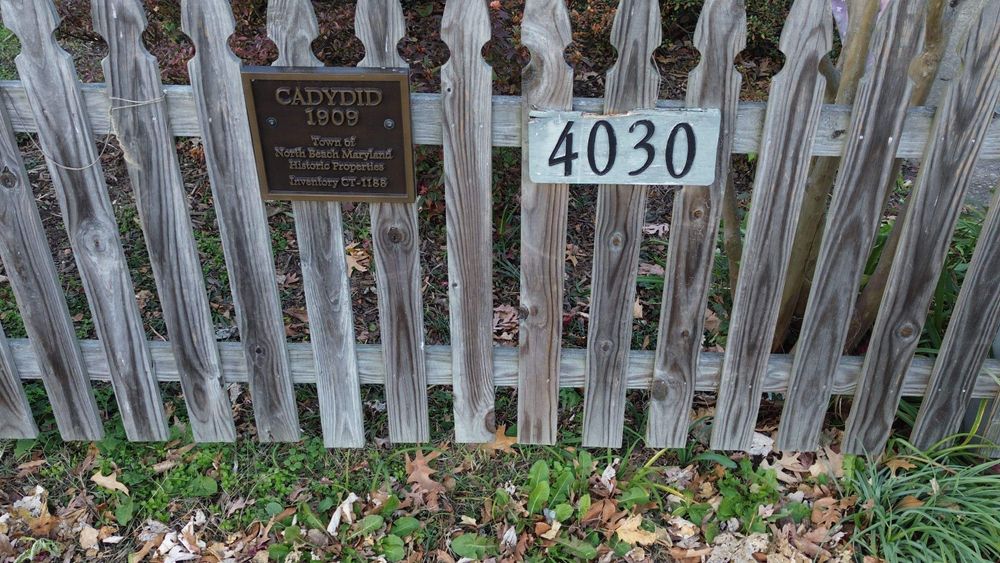 CADYDID
1909
Town of
North Beach Maryland
Historic Properties
Inventory CT-1188
4030